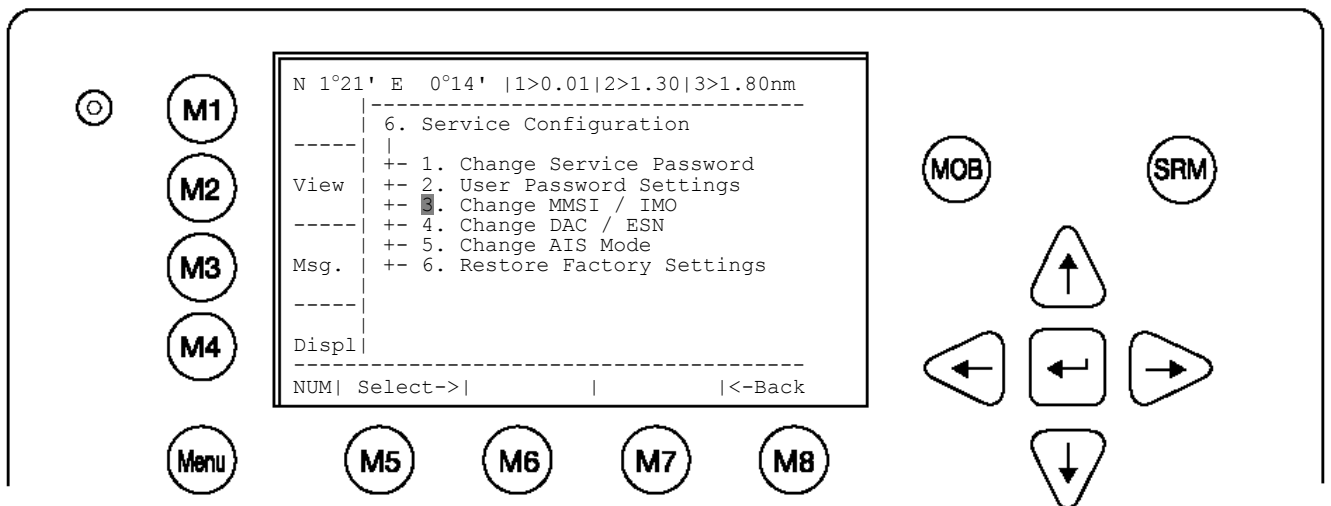 N 1°21' E  0°14' |1>0.01|2>1.30|3>1.80nm
|----------------------------------
M1
| 6. Service Configuration
-----| |
| +- 1. Change Service Password
M2
View | +- 2. User Password Settings
| +- 3. Change MMSI / IMO
-----| +- 4. Change DAC / ESN
| +- 5. Change AIS Mode
M3
Msg. | +- 6. Restore Factory Settings
|
-----|
|
M4
Displ|
----------------------------------------
NUM| Select->|         |         |<-Back
MOB
SRM
Menu
M5
M6
M7
M8